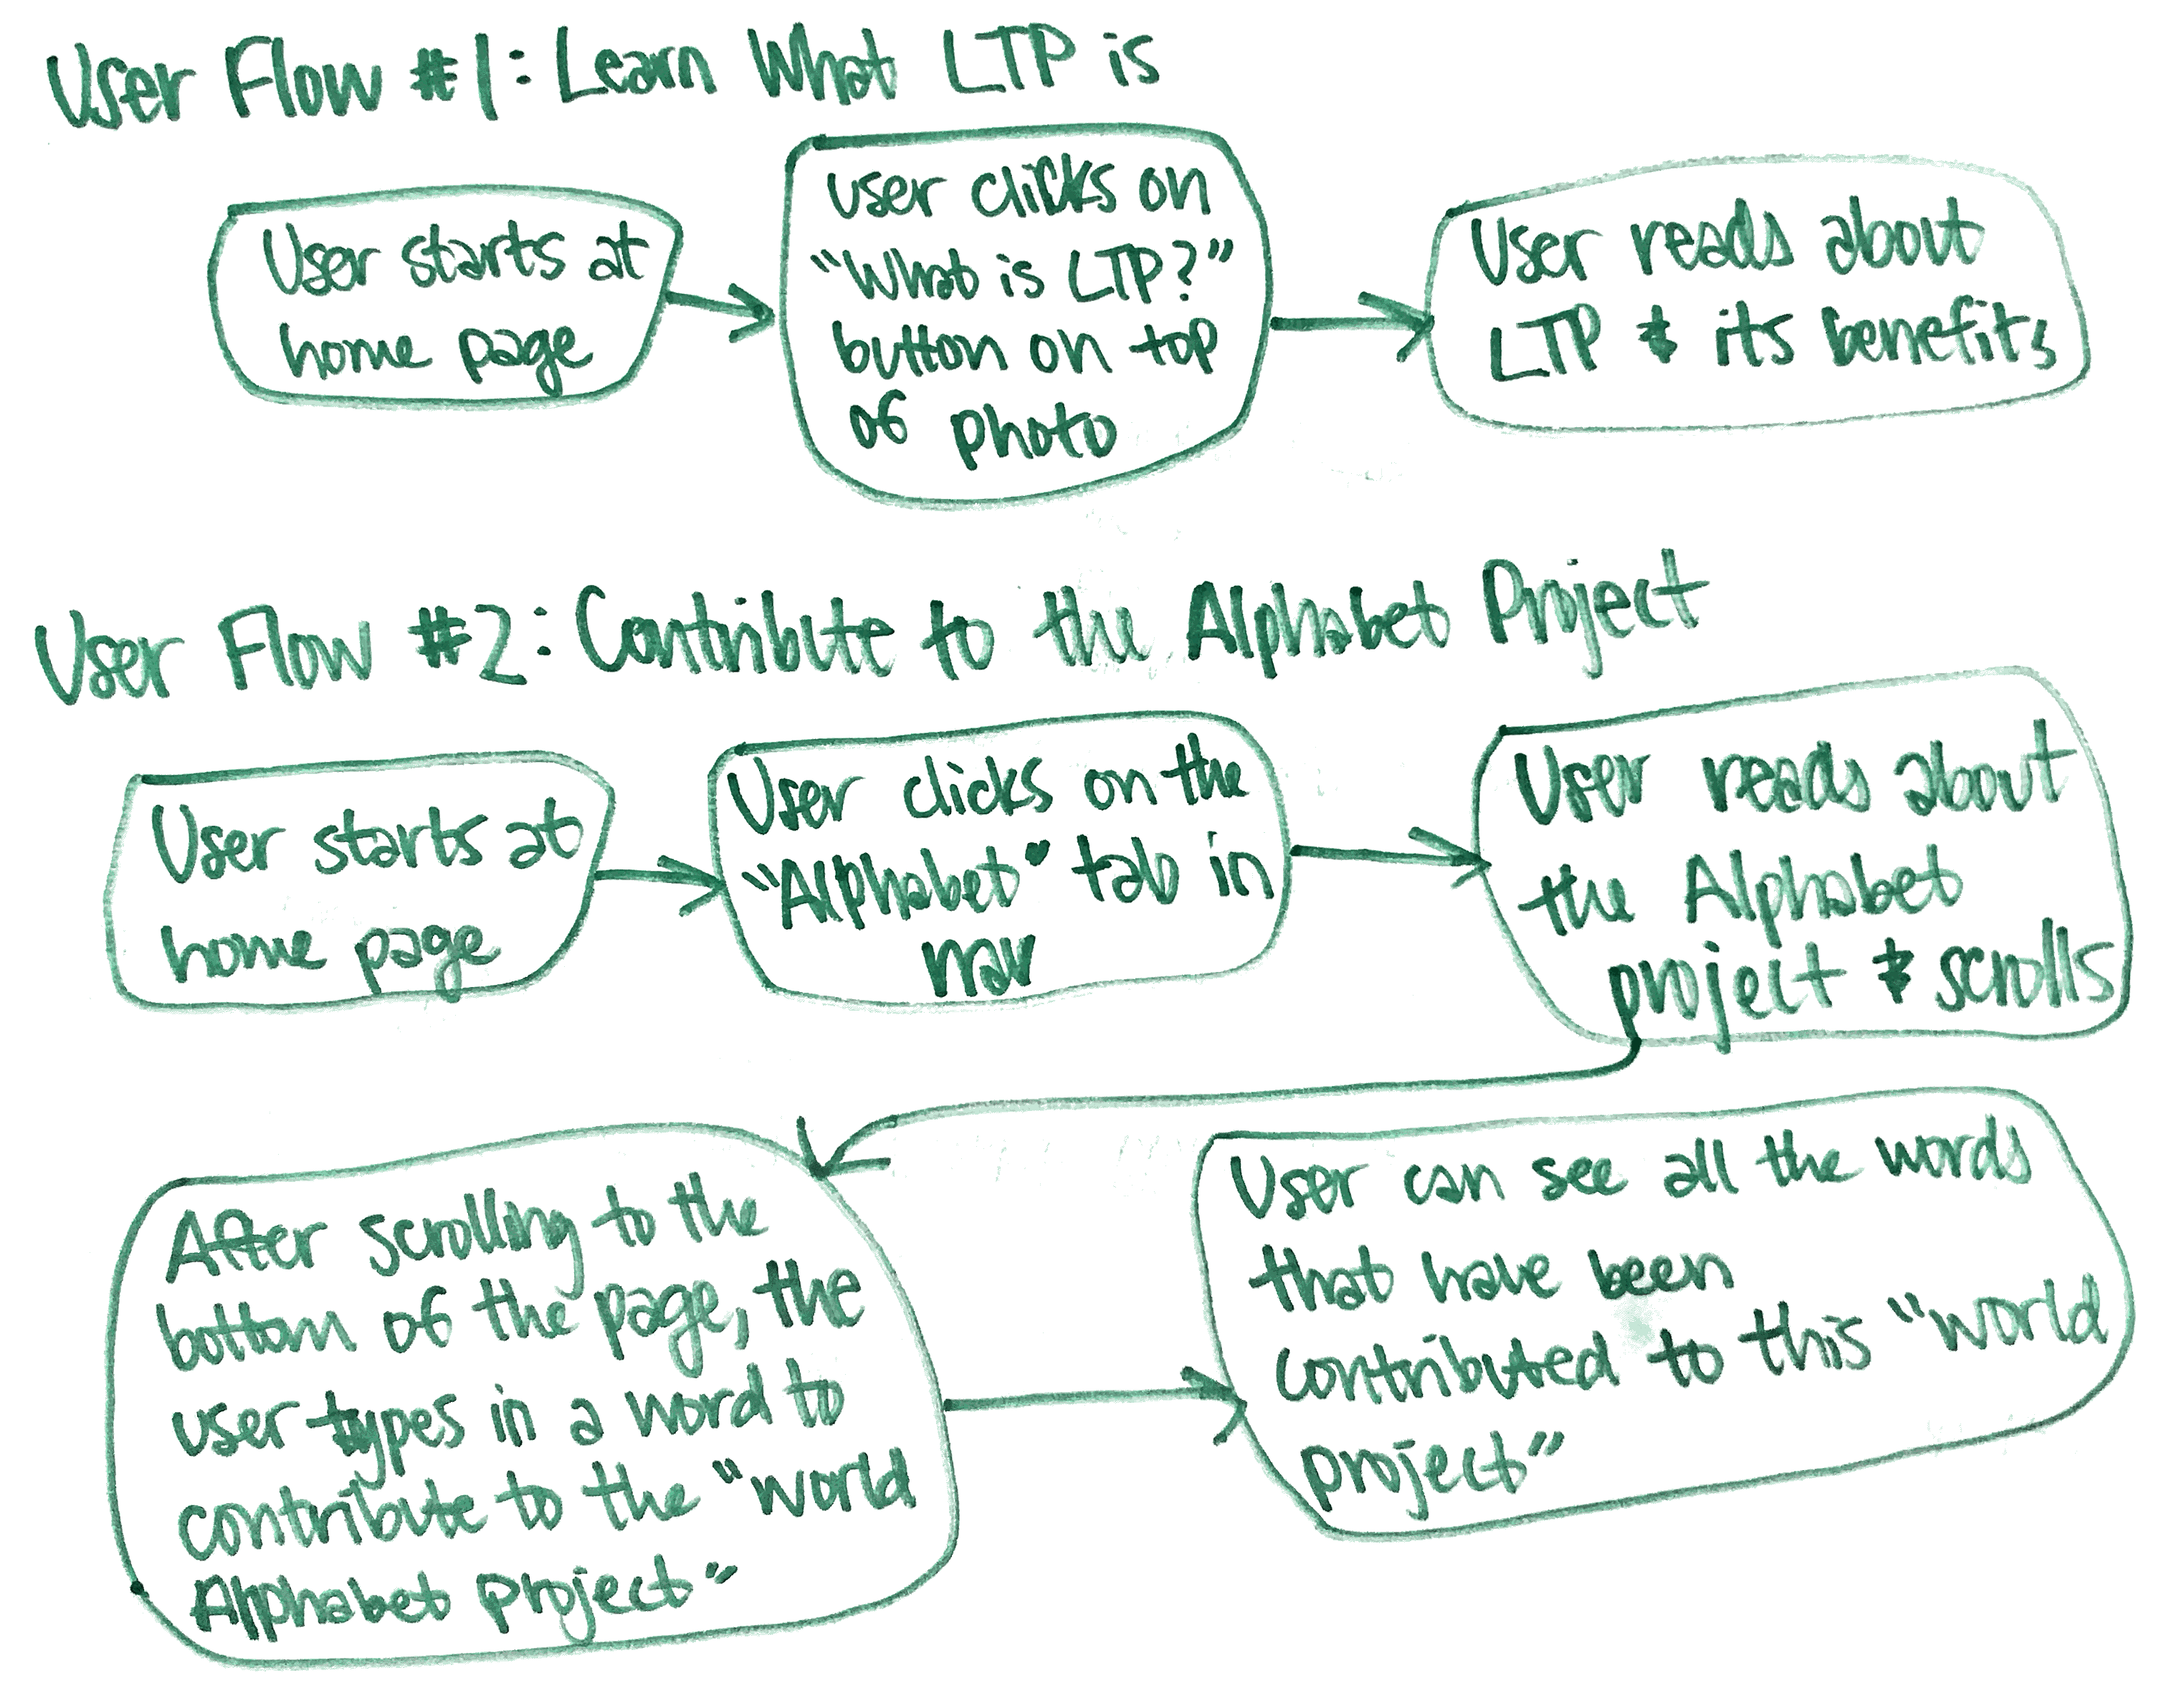 User Flow #1: Learn What LTP is
User starts at
home page
user clicks on
"What is LTP?"
button on top
of photo
User reads about
LTP & its benefits
User Flow #2: Contribute to the Alphabet Project
User starts at
home page
User clicks on the
"Alphabet" tab in
nav
User reads about
the Alphabet
project & scrolls
After scrolling to the
bottom of the page, the
user types in a word to
contribute to the "world
Alphabet project"
User can see all the words
that have been
contributed to this "world
project"